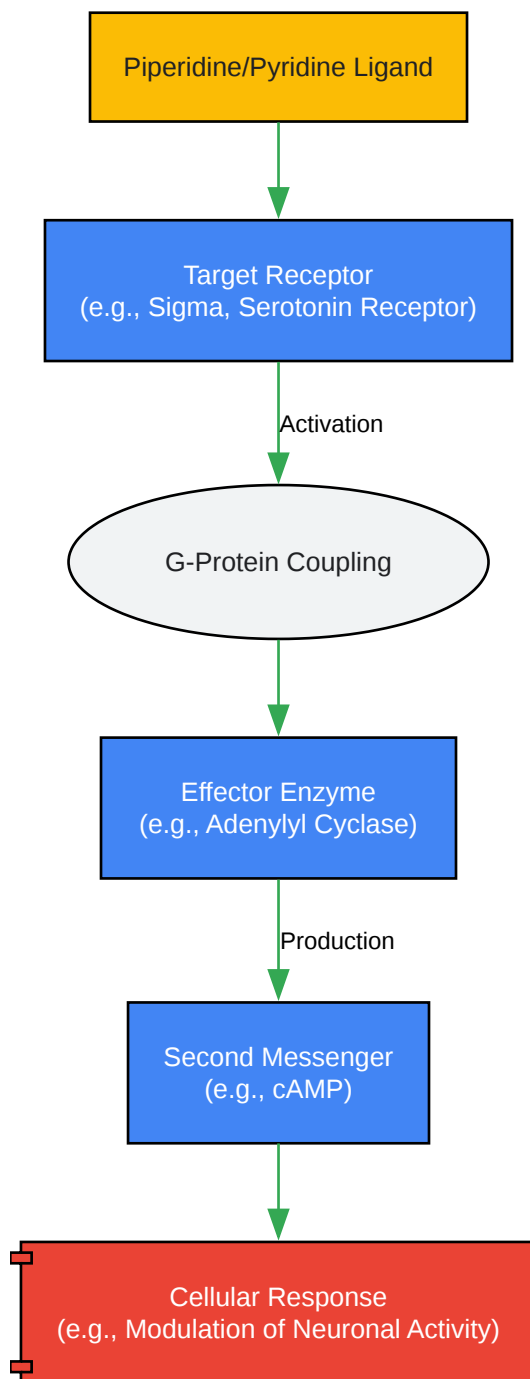 Piperidine/Pyridine Ligand
Target Receptor
(e.g., Sigma, Serotonin Receptor)
Activation
G-Protein Coupling
Effector Enzyme
(e.g., Adenylyl Cyclase)
Production
Second Messenger
(e.g., cAMP)
Cellular Response
(e.g., Modulation of Neuronal Activity)